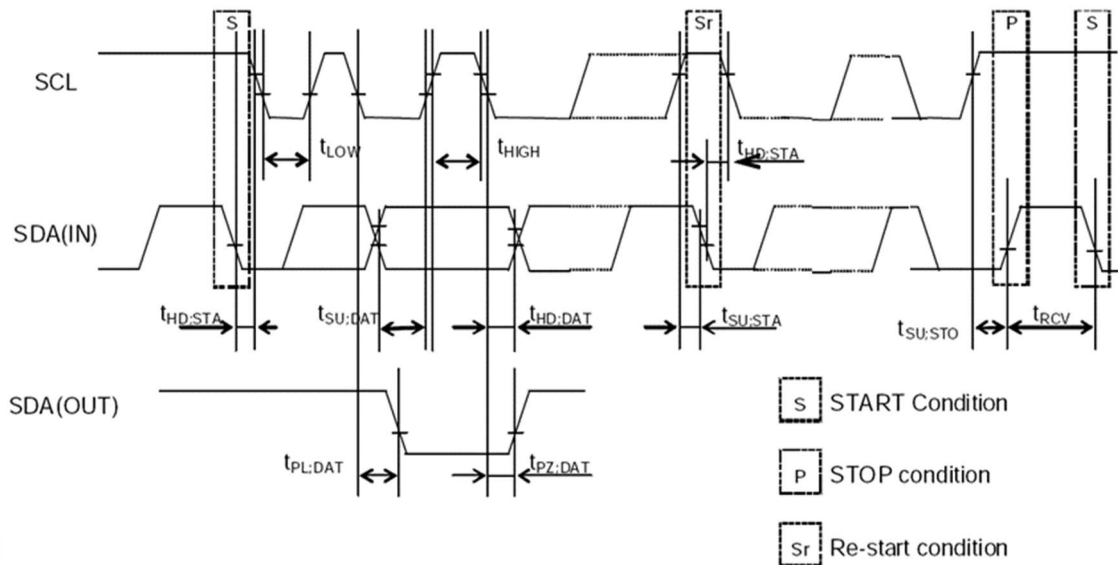 S
Sr
P
S
SCL
tLOW
tHIGH
tHD;STA
SDA(IN)
tHD;STA
tSU;DAT
tHD;DAT
tSU;STA
tSU;STO
tRCV
SDA(OUT)
tPL;DAT
tPZ;DAT
S START Condition
P STOP condition
Sr Re-start condition